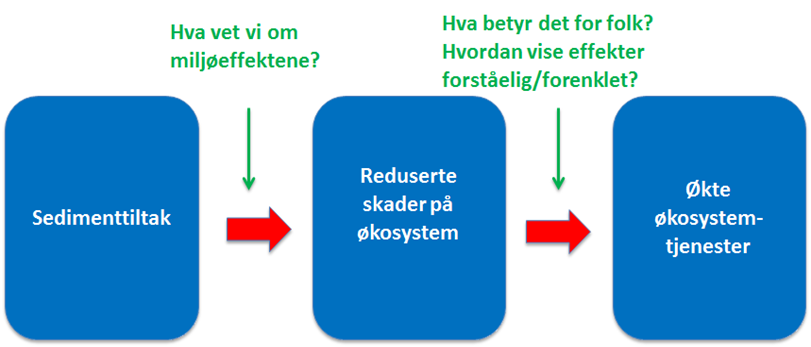 Hva vet vi om
miljøeffektene?
Hva betyr det for folk?
Hvordan vise effekter
forståelig/forenklet?
Sedimenttiltak
Reduserte
skader på
økosystem
Økte
økosystem-
tjenester